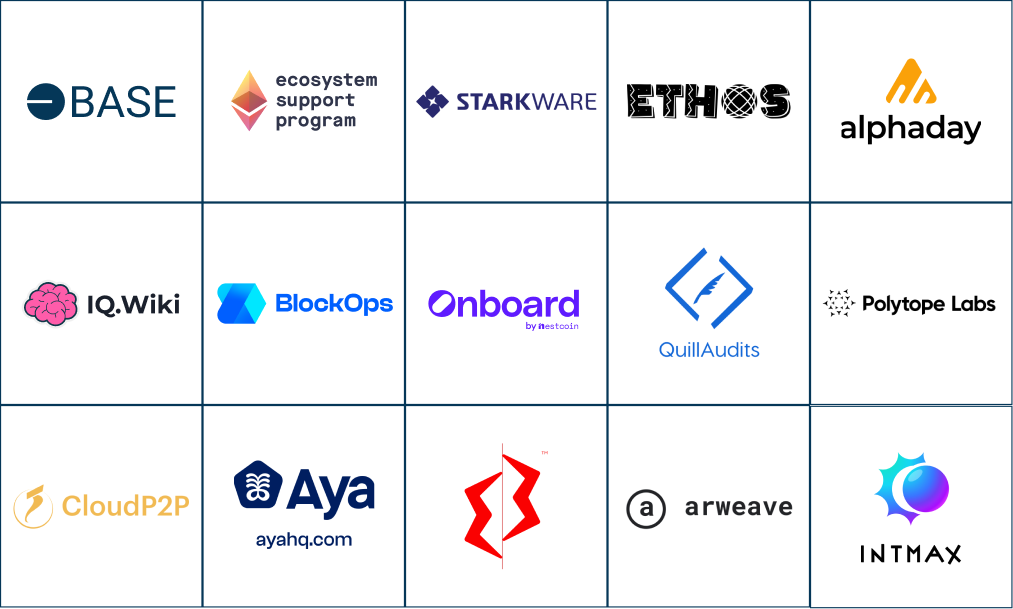 BASE
ecosystem
support
program
STARKWARE
ETHOS
alphaday
IQ.Wiki
BlockOps
Onboard
by nestcoin
QuillAudits
Polytope Labs
CloudP2P
Aya
ayahq.com
TM
a arweave
INTMAX